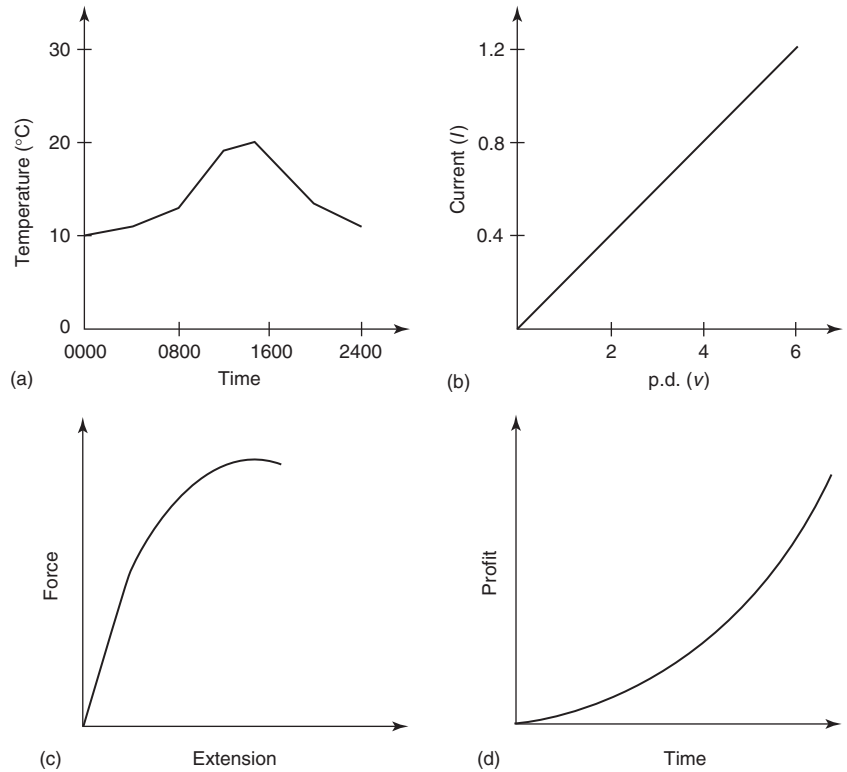 30
20
10
0
Temperature (°C)
0000 0800 1600 2400
(a) Time
1.2
0.8
0.4
Current (I)
2 4 6
(b) p.d. (v)
Force
(c) Extension
Profit
(d) Time